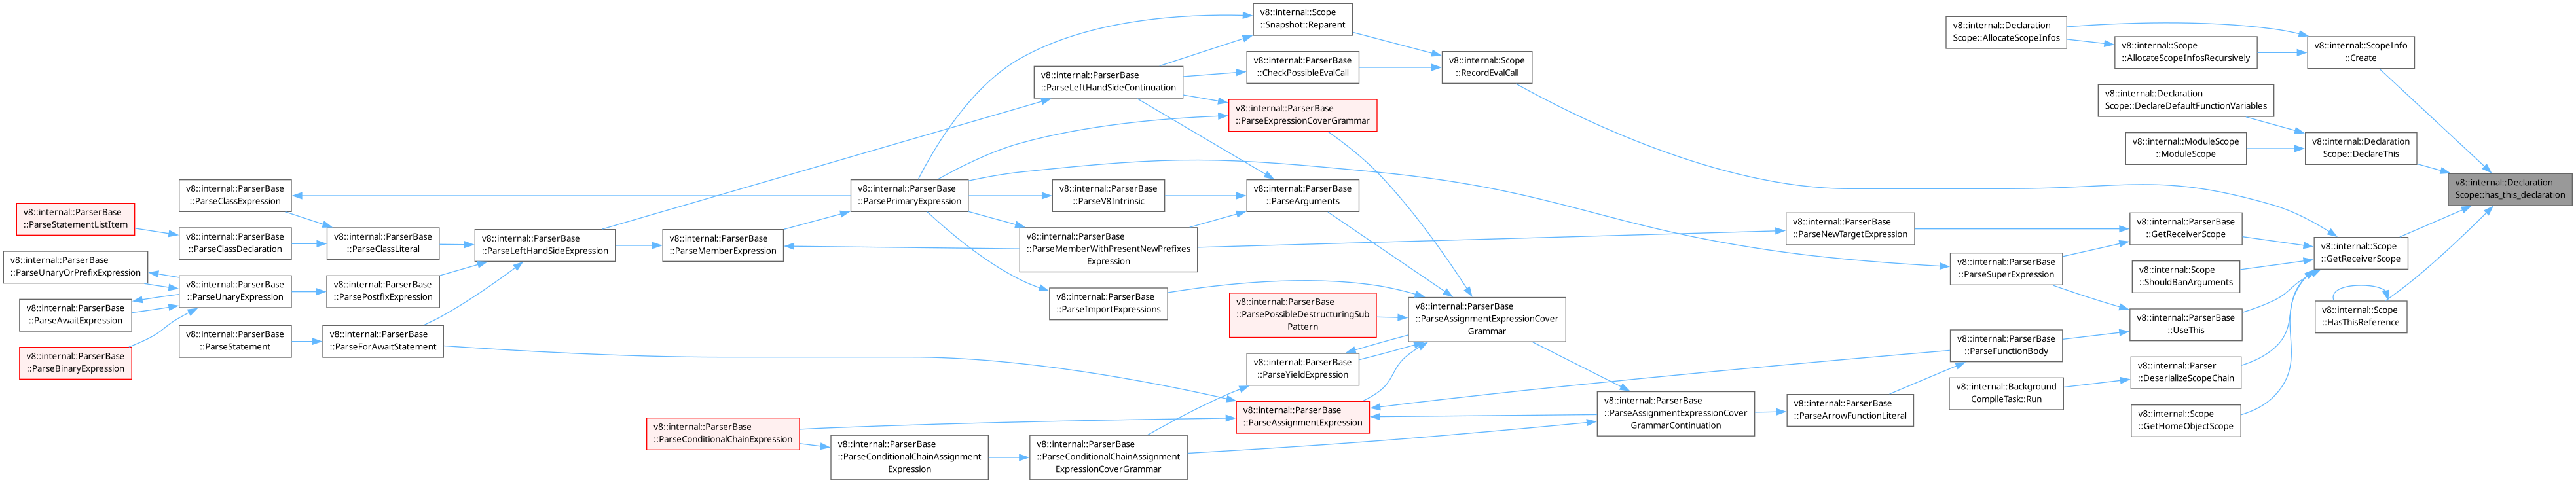 v8::internal::Scope
::Snapshot::Reparent
v8::internal::Declaration
Scope::AllocateScopeInfos
v8::internal::Scope
::AllocateScopeInfosRecursively
v8::internal::ScopeInfo
::Create
v8::internal::ParserBase
::ParseLeftHandSideContinuation
v8::internal::ParserBase
::CheckPossibleEvalCall
v8::internal::Scope
::RecordEvalCall
v8::internal::Declaration
Scope::DeclareDefaultFunctionVariables
v8::internal::ParserBase
::ParseExpressionCoverGrammar
v8::internal::ModuleScope
::ModuleScope
v8::internal::Declaration
Scope::DeclareThis
v8::internal::Declaration
Scope::has_this_declaration
v8::internal::ParserBase
::ParseClassExpression
v8::internal::ParserBase
::ParsePrimaryExpression
v8::internal::ParserBase
::ParseV8Intrinsic
v8::internal::ParserBase
::ParseArguments
v8::internal::ParserBase
::ParseStatementListItem
v8::internal::ParserBase
::ParseClassDeclaration
v8::internal::ParserBase
::ParseClassLiteral
v8::internal::ParserBase
::ParseLeftHandSideExpression
v8::internal::ParserBase
::ParseMemberExpression
v8::internal::ParserBase
::ParseMemberWithPresentNewPrefixes
Expression
v8::internal::ParserBase
::ParseNewTargetExpression
v8::internal::ParserBase
::GetReceiverScope
v8::internal::Scope
::GetReceiverScope
v8::internal::ParserBase
::ParseUnaryOrPrefixExpression
v8::internal::ParserBase
::ParseUnaryExpression
v8::internal::ParserBase
::ParsePostfixExpression
v8::internal::ParserBase
::ParseSuperExpression
v8::internal::Scope
::ShouldBanArguments
v8::internal::ParserBase
::ParseAwaitExpression
v8::internal::ParserBase
::ParseImportExpressions
v8::internal::ParserBase
::ParsePossibleDestructuringSub
Pattern
v8::internal::ParserBase
::ParseAssignmentExpressionCover
Grammar
v8::internal::ParserBase
::UseThis
v8::internal::Scope
::HasThisReference
v8::internal::ParserBase
::ParseStatement
v8::internal::ParserBase
::ParseForAwaitStatement
v8::internal::ParserBase
::ParseFunctionBody
v8::internal::ParserBase
::ParseBinaryExpression
v8::internal::ParserBase
::ParseYieldExpression
v8::internal::Parser
::DeserializeScopeChain
v8::internal::Background
CompileTask::Run
v8::internal::ParserBase
::ParseAssignmentExpression
v8::internal::ParserBase
::ParseAssignmentExpressionCover
GrammarContinuation
v8::internal::ParserBase
::ParseArrowFunctionLiteral
v8::internal::Scope
::GetHomeObjectScope
v8::internal::ParserBase
::ParseConditionalChainExpression
v8::internal::ParserBase
::ParseConditionalChainAssignment
Expression
v8::internal::ParserBase
::ParseConditionalChainAssignment
ExpressionCoverGrammar